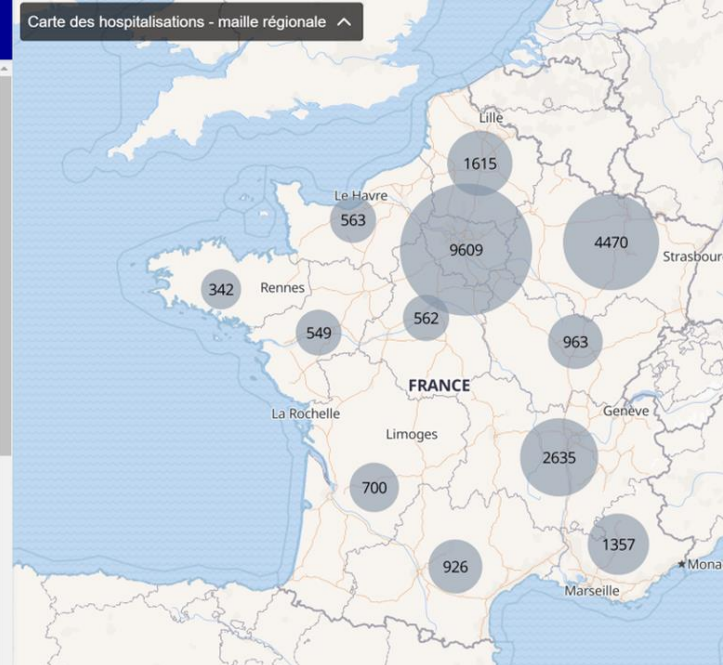 Carte des hospitalisations - maille régionale
Lille
1615
Le Havre
563
9609
4470
Strasbour
342
Rennes
549
562
963
FRANCE
La Rochelle
Genève
Limoges
2635
700
1357
926
Mona
Marseille